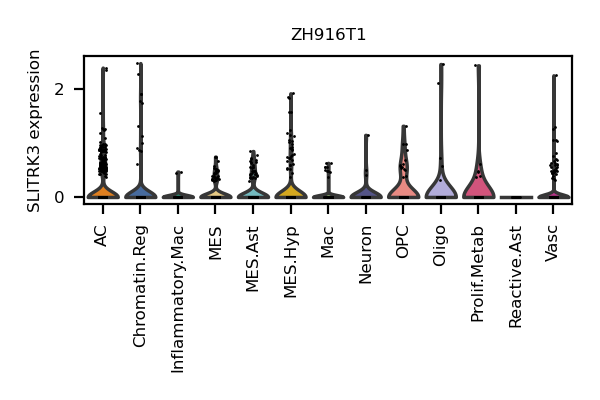 ZH916T1
SLITRK3 expression
2
0
AC
Chromatin.Reg
Inflammatory.Mac
MES
MES.Ast
MES.Hyp
Mac
Neuron
OPC
Oligo
Prolif.Metab
Reactive.Ast
Vasc